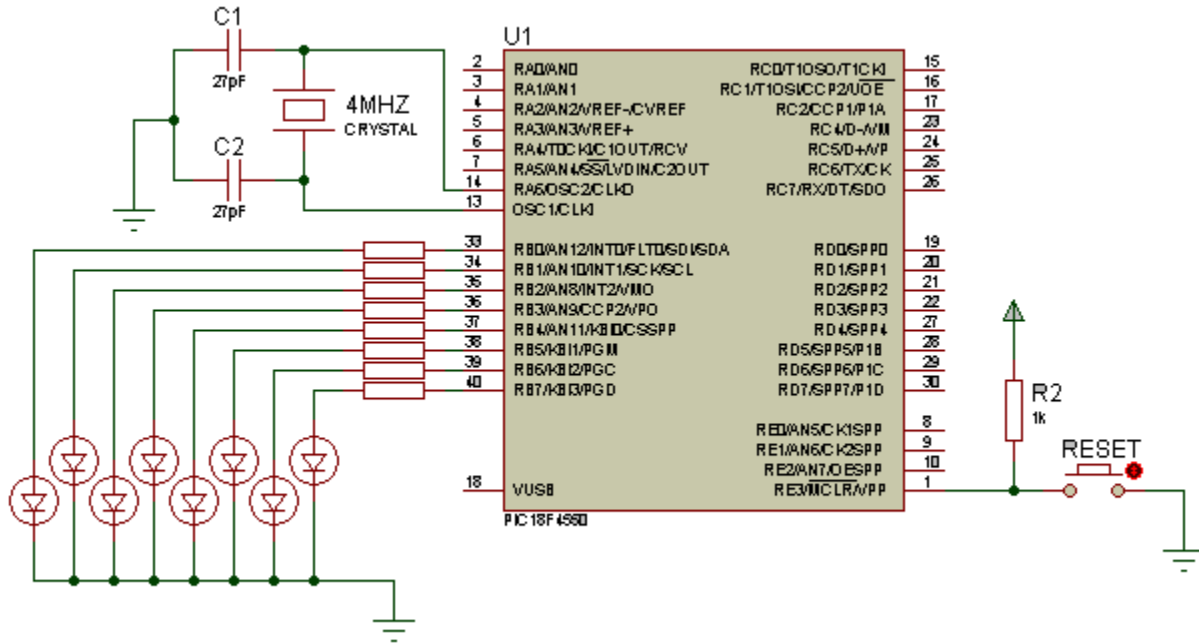 C1
27pF
4MHZ
CRYSTAL
C2
27pF
U1
2 RA0/AN0
3 RA1/AN1
4 RA2/AN2/VREF-/CVREF
5 RA3/AN3/VREF+
6 RA4/T0CKI/C1OUT/RCV
7 RA5/AN4/SS/LVDIN/C2OUT
14 RA6/OSC2/CLKO
13 OSC1/CLKI
33 RB0/AN12/INT0/FLT0/SDI/SDA
34 RB1/AN10/INT1/SCK/SCL
35 RB2/AN8/INT2/VMO
36 RB3/AN9/CCP2/VPO
37 RB4/AN11/KBI0/CSSPP
38 RB5/KBI1/PGM
39 RB6/KBI2/PGC
40 RB7/KBI3/PGD
18 VUSB
RC0/T1OSO/T1CKI 15
RC1/T1OSI/CCP2/UOE 16
RC2/CCP1/P1A 17
RC4/D-/VM 23
RC5/D+/VP 24
RC6/TX/CK 25
RC7/RX/DT/SDO 26
RD0/SPP0 19
RD1/SPP1 20
RD2/SPP2 21
RD3/SPP3 22
RD4/SPP4 27
RD5/SPP5/P1B 28
RD6/SPP6/P1C 29
RD7/SPP7/P1D 30
RE0/AN5/CK1SPP 8
RE1/AN6/CK2SPP 9
RE2/AN7/OESPP 10
RE3/MCLR/VPP 1
PIC18F4550
R2
1k
RESET